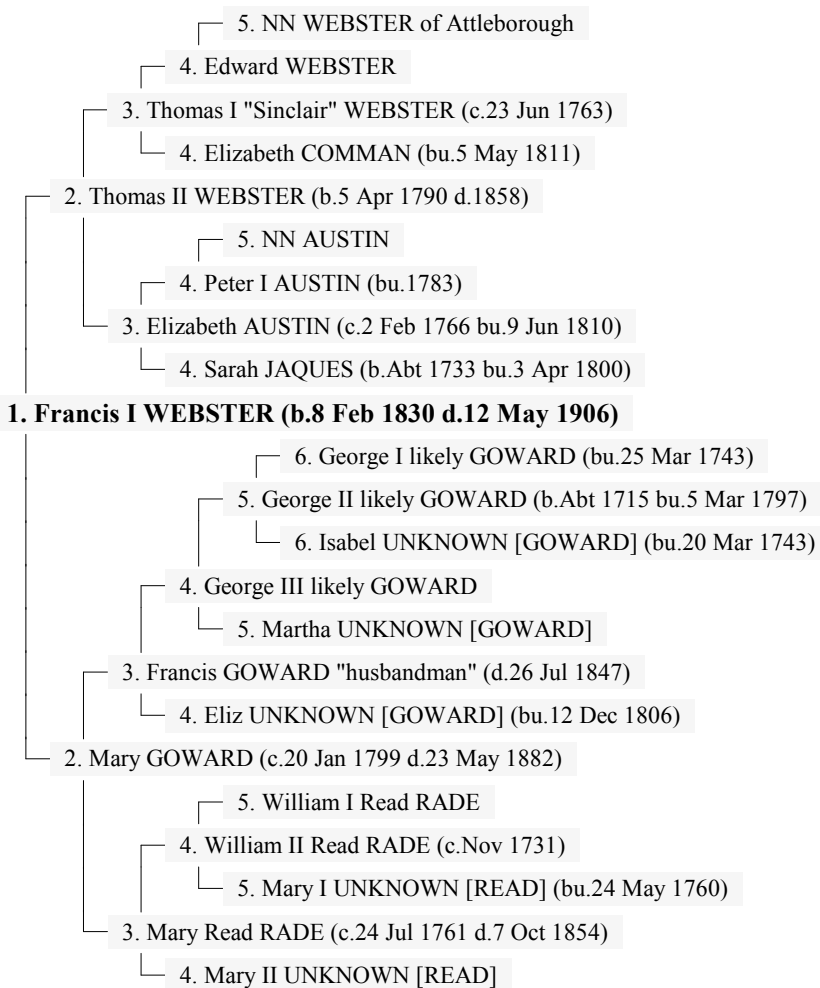 5. NN WEBSTER of Attleborough
4. Edward WEBSTER
3. Thomas I "Sinclair" WEBSTER (c.23 Jun 1763)
4. Elizabeth COMMAN (bu.5 May 1811)
2. Thomas II WEBSTER (b.5 Apr 1790 d.1858)
5. NN AUSTIN
4. Peter I AUSTIN (bu.1783)
3. Elizabeth AUSTIN (c.2 Feb 1766 bu.9 Jun 1810)
4. Sarah JAQUES (b.Abt 1733 bu.3 Apr 1800)
1. Francis I WEBSTER (b.8 Feb 1830 d.12 May 1906)
6. George I likely GOWARD (bu.25 Mar 1743)
5. George II likely GOWARD (b.Abt 1715 bu.5 Mar 1797)
6. Isabel UNKNOWN [GOWARD] (bu.20 Mar 1743)
4. George III likely GOWARD
5. Martha UNKNOWN [GOWARD]
3. Francis GOWARD "husbandman" (d.26 Jul 1847)
4. Eliz UNKNOWN [GOWARD] (bu.12 Dec 1806)
2. Mary GOWARD (c.20 Jan 1799 d.23 May 1882)
5. William I Read RADE
4. William II Read RADE (c.Nov 1731)
5. Mary I UNKNOWN [READ] (bu.24 May 1760)
3. Mary Read RADE (c.24 Jul 1761 d.7 Oct 1854)
4. Mary II UNKNOWN [READ]